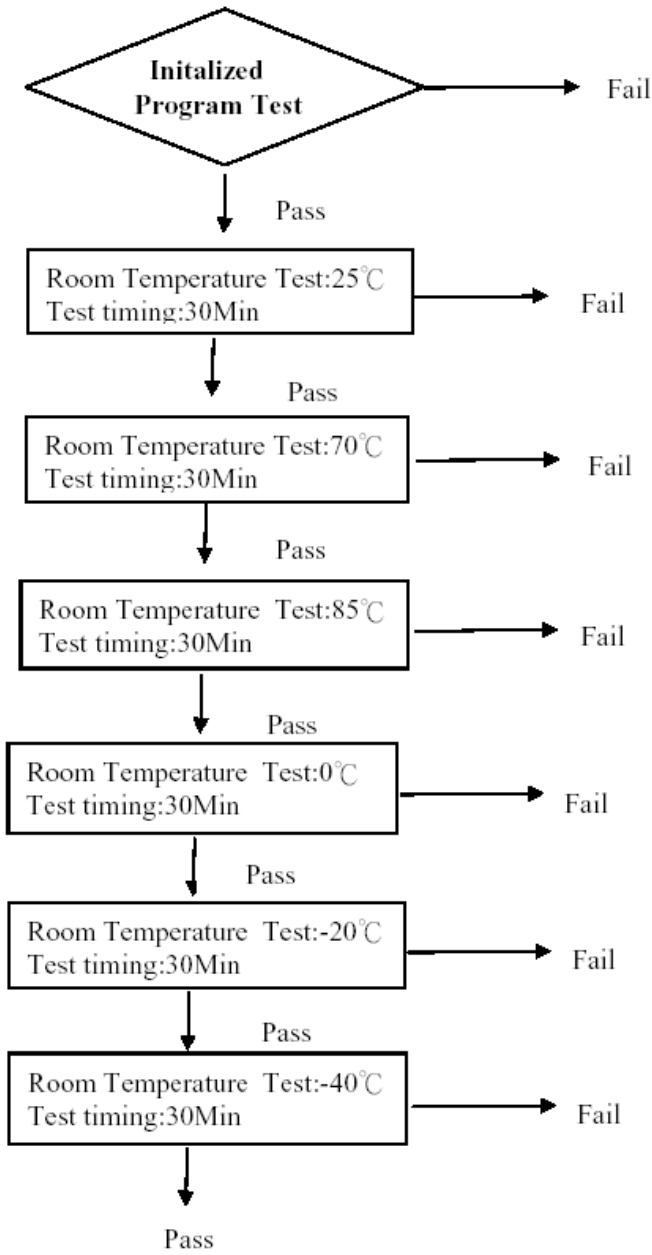 Initalized
Program Test
Fail
Pass
Room Temperature Test:25℃
Test timing:30Min
Fail
Pass
Room Temperature Test:70℃
Test timing:30Min
Fail
Pass
Room Temperature Test:85℃
Test timing:30Min
Fail
Pass
Room Temperature Test:0℃
Test timing:30Min
Fail
Pass
Room Temperature Test:-20℃
Test timing:30Min
Fail
Pass
Room Temperature Test:-40℃
Test timing:30Min
Fail
Pass